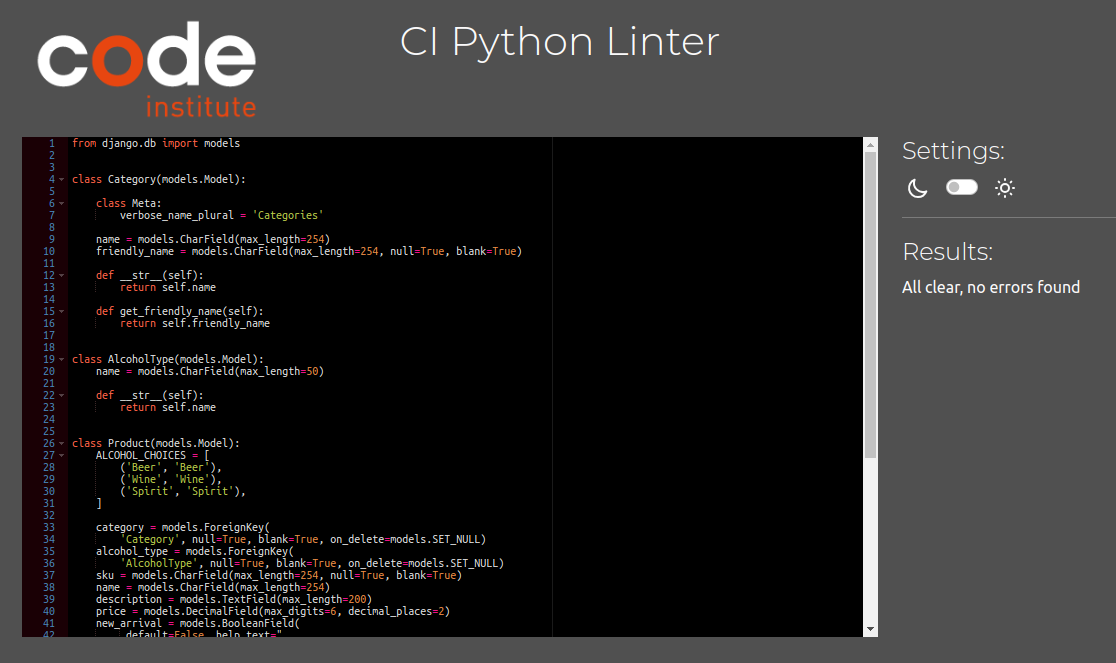 code
institute
CI Python Linter
1 from django.db import models
2
3
4 class Category(models.Model):
5
6     class Meta:
7         verbose_name_plural = 'Categories'
8
9     name = models.CharField(max_length=254)
10     friendly_name = models.CharField(max_length=254, null=True, blank=True)
11
12     def __str__(self):
13         return self.name
14
15     def get_friendly_name(self):
16         return self.friendly_name
17
18
19 class AlcoholType(models.Model):
20     name = models.CharField(max_length=50)
21
22     def __str__(self):
23         return self.name
24
25
26 class Product(models.Model):
27     ALCOHOL_CHOICES = [
28         ('Beer', 'Beer'),
29         ('Wine', 'Wine'),
30         ('Spirit', 'Spirit'),
31     ]
32
33     category = models.ForeignKey(
34         'Category', null=True, blank=True, on_delete=models.SET_NULL)
35     alcohol_type = models.ForeignKey(
36         'AlcoholType', null=True, blank=True, on_delete=models.SET_NULL)
37     sku = models.CharField(max_length=254, null=True, blank=True)
38     name = models.CharField(max_length=254)
39     description = models.TextField(max_length=200)
40     price = models.DecimalField(max_digits=6, decimal_places=2)
41     new_arrival = models.BooleanField(
42         default=False, help_text="
Settings:
Results:
All clear, no errors found